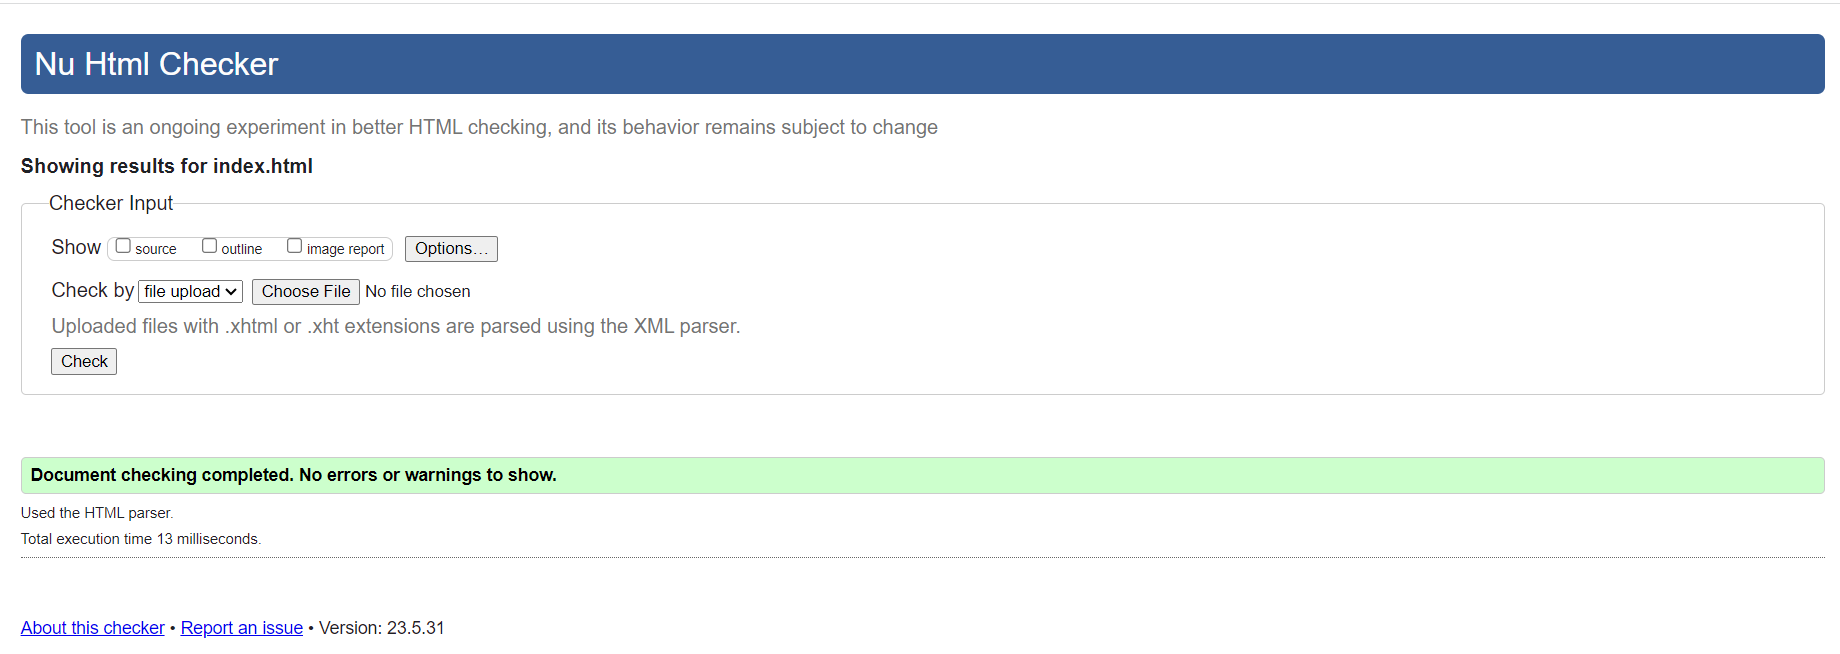 Nu Html Checker
This tool is an ongoing experiment in better HTML checking, and its behavior remains subject to change
Showing results for index.html
Checker Input
Show source outline image report Options...
Check by file upload Choose File No file chosen
Uploaded files with .xhtml or .xht extensions are parsed using the XML parser.
Check
Document checking completed. No errors or warnings to show.
Used the HTML parser.
Total execution time 13 milliseconds.
About this checker • Report an issue • Version: 23.5.31